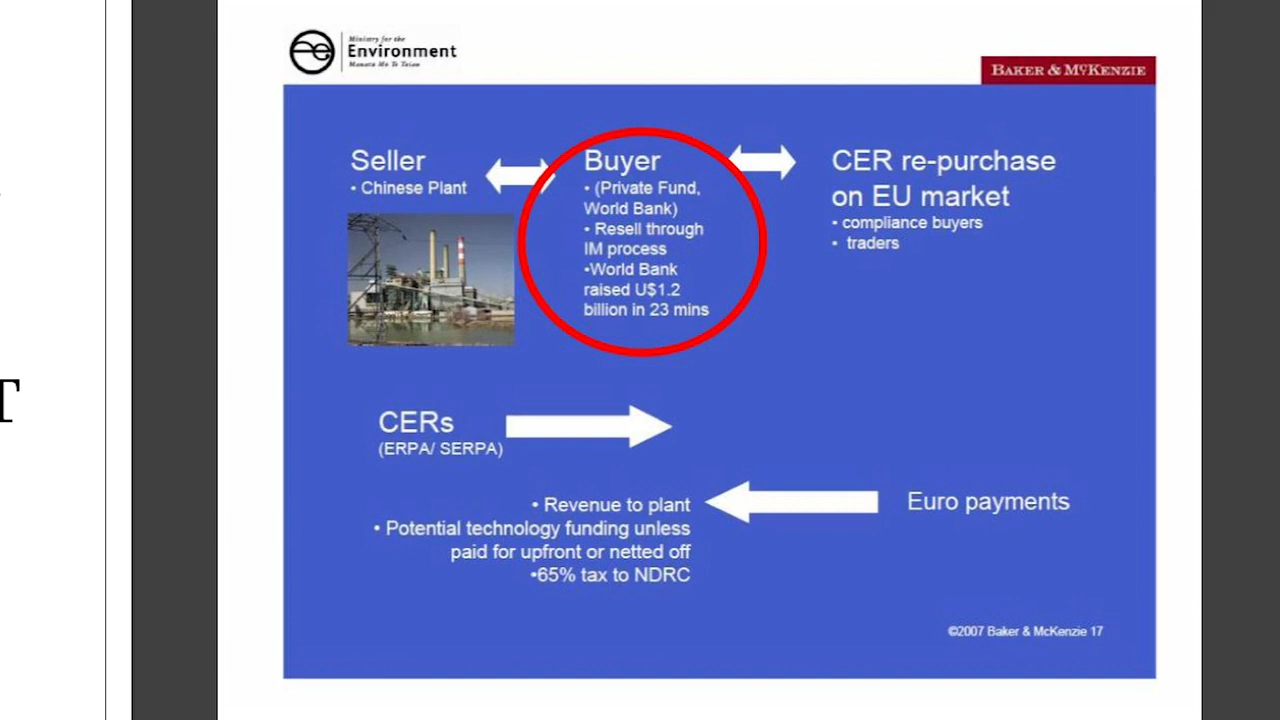 Ministry for the
Environment
Manatū Mō Te Taiao
BAKER & MCKENZIE
Seller
• Chinese Plant
Buyer
• (Private Fund,
World Bank)
• Resell through
IM process
•World Bank
raised U$1.2
billion in 23 mins
CER re-purchase
on EU market
• compliance buyers
• traders
CERs
(ERPA/ SERPA)
• Revenue to plant
• Potential technology funding unless
paid for upfront or netted off
•65% tax to NDRC
Euro payments
©2007 Baker & McKenzie 17
T